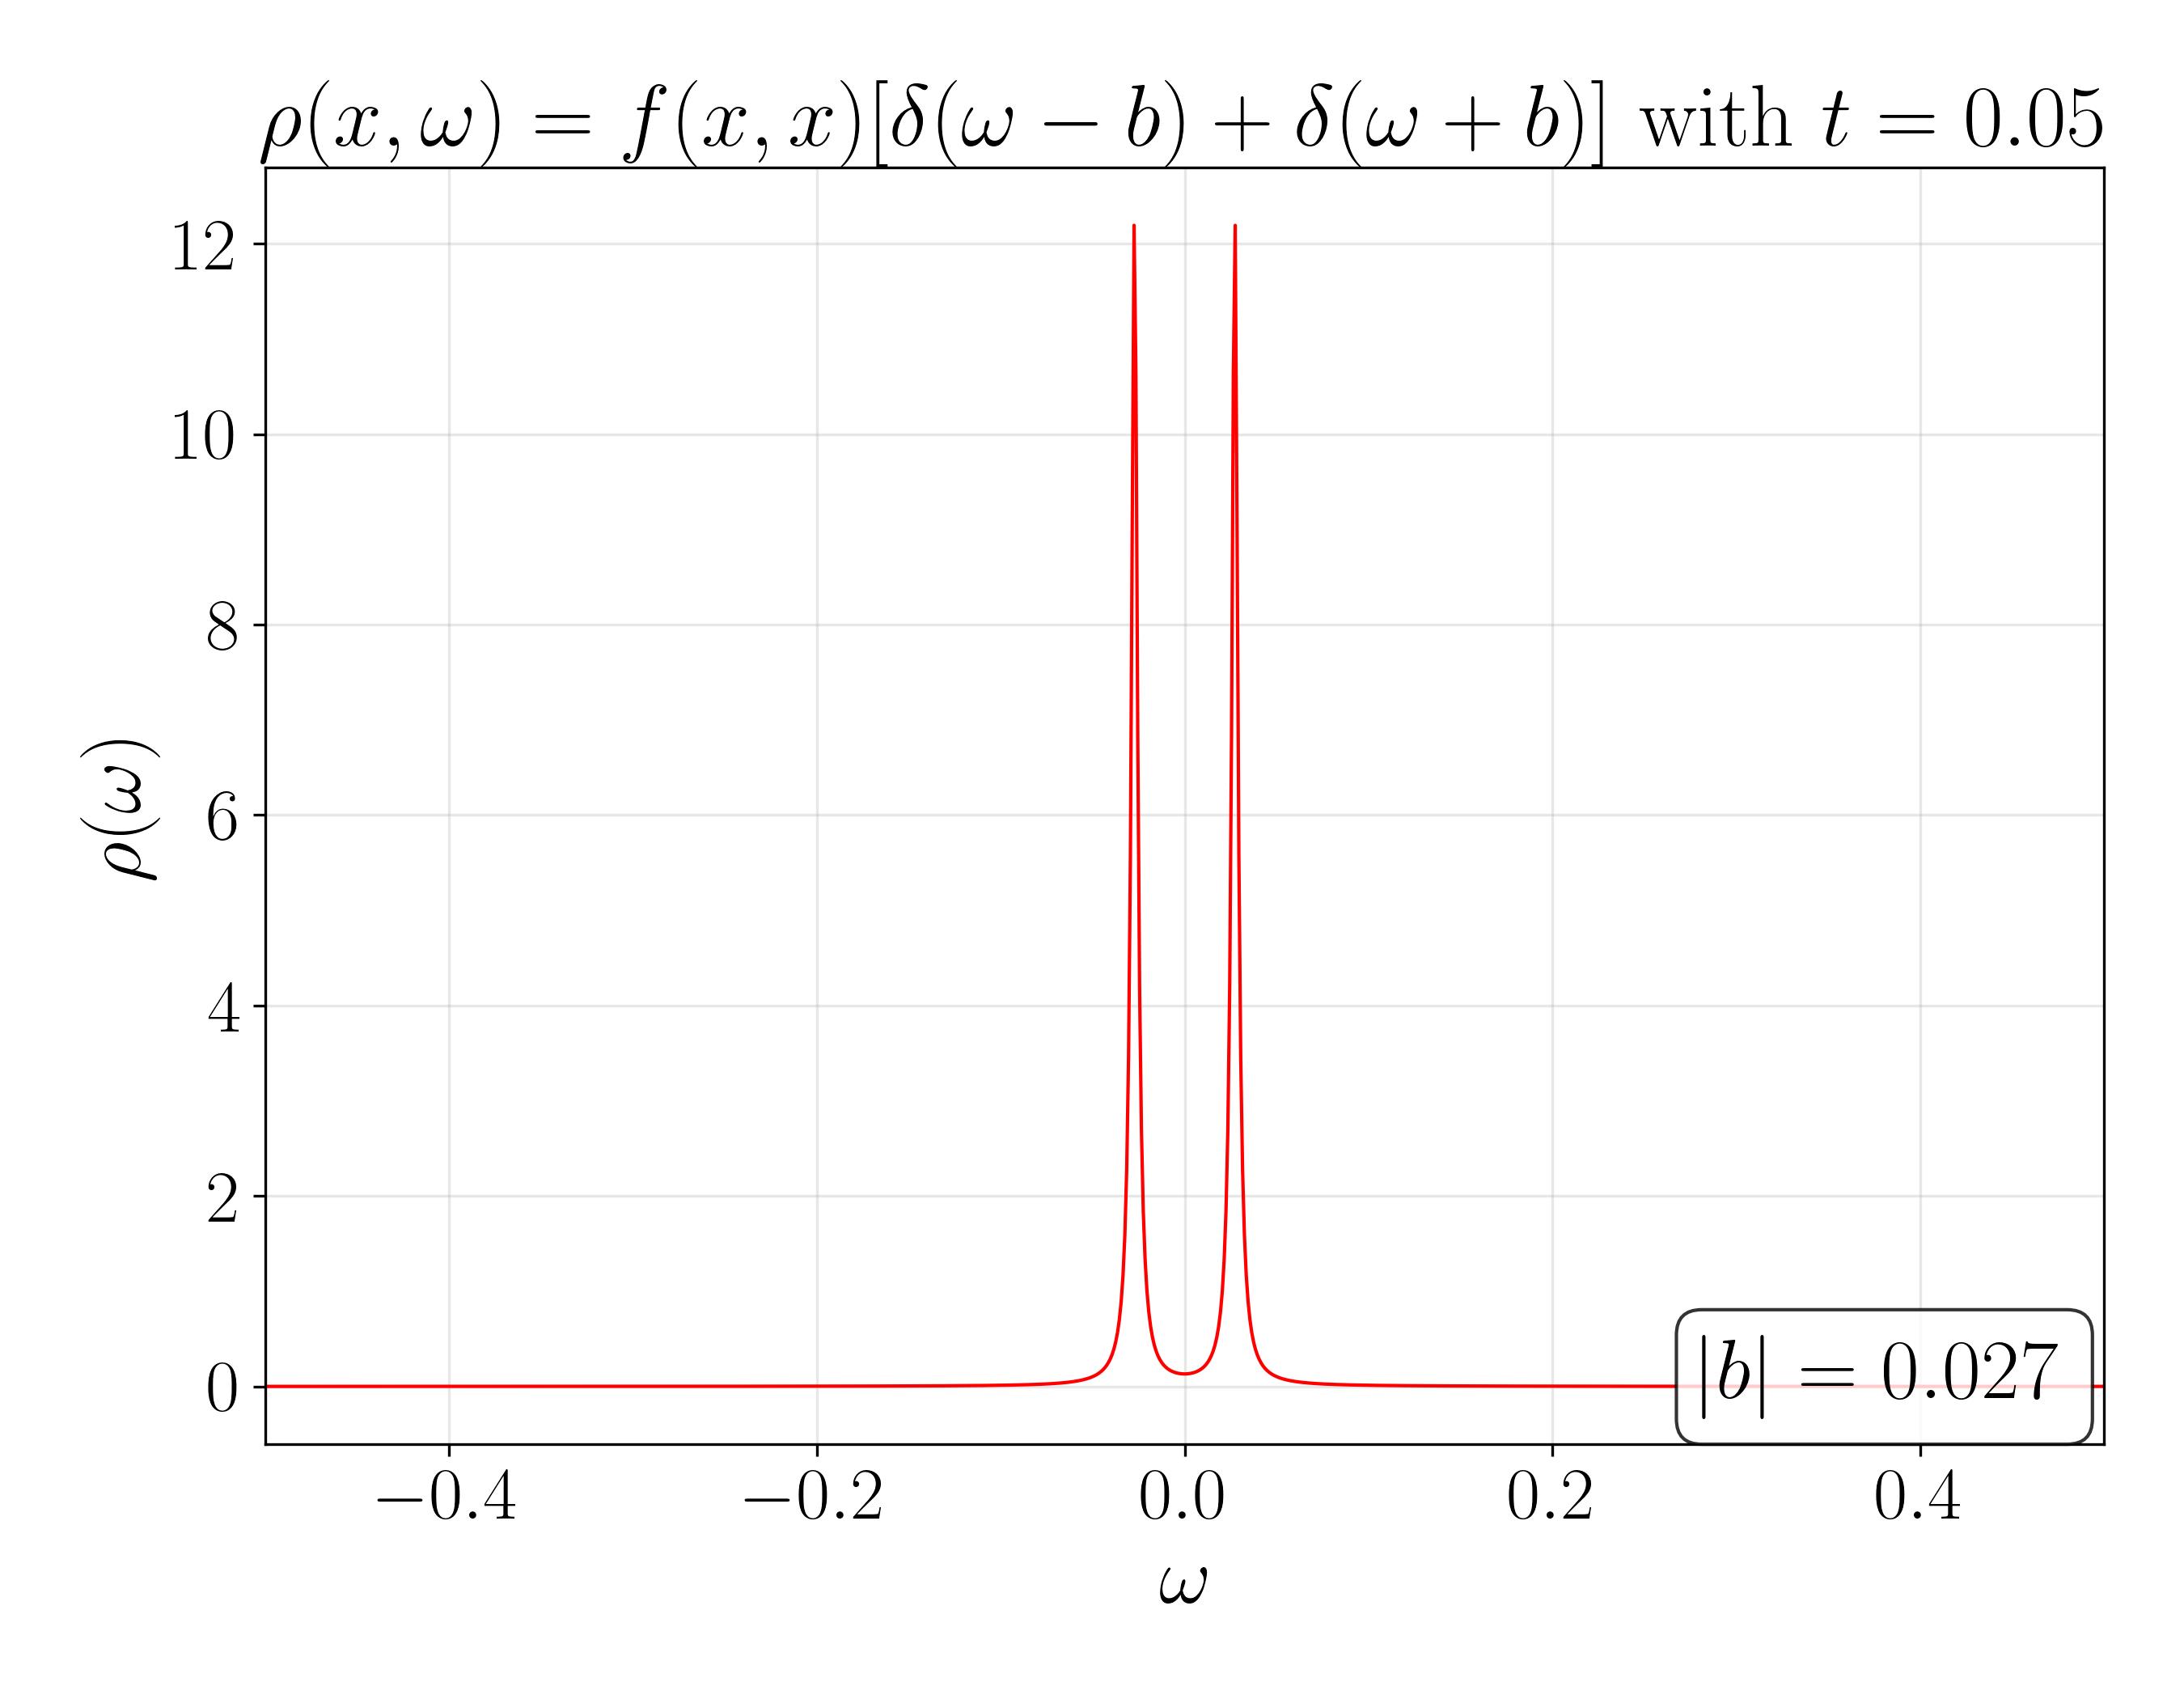 ρ(x, ω) = f(x, x)[δ(ω − b) + δ(ω + b)] with t = 0.05
12
10
8
6
4
2
0
ρ(ω)
|b| = 0.027
−0.4 −0.2 0.0 0.2 0.4
ω